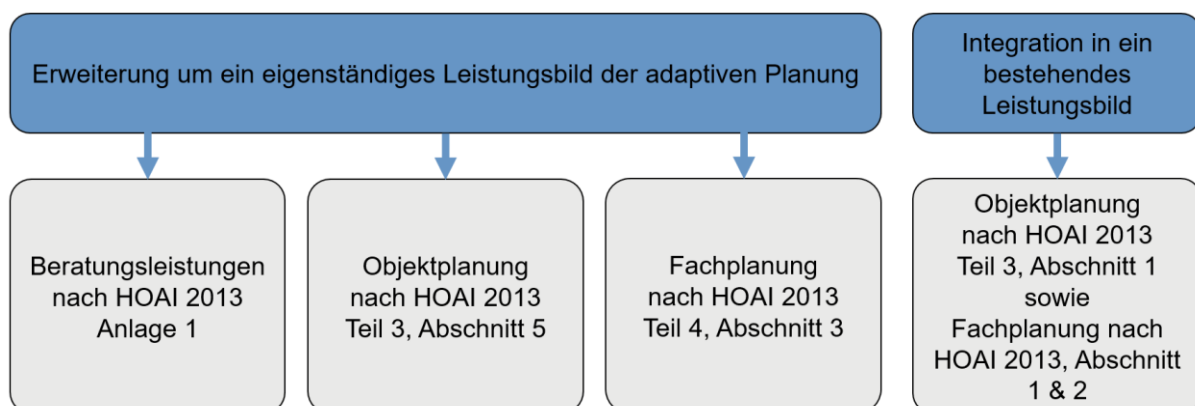 Erweiterung um ein eigenständiges Leistungsbild der adaptiven Planung
Integration in ein
bestehendes
Leistungsbild
Beratungsleistungen
nach HOAI 2013
Anlage 1
Objektplanung
nach HOAI 2013
Teil 3, Abschnitt 5
Fachplanung
nach HOAI 2013
Teil 4, Abschnitt 3
Objektplanung
nach HOAI 2013
Teil 3, Abschnitt 1
sowie
Fachplanung nach
HOAI 2013, Abschnitt
1 & 2